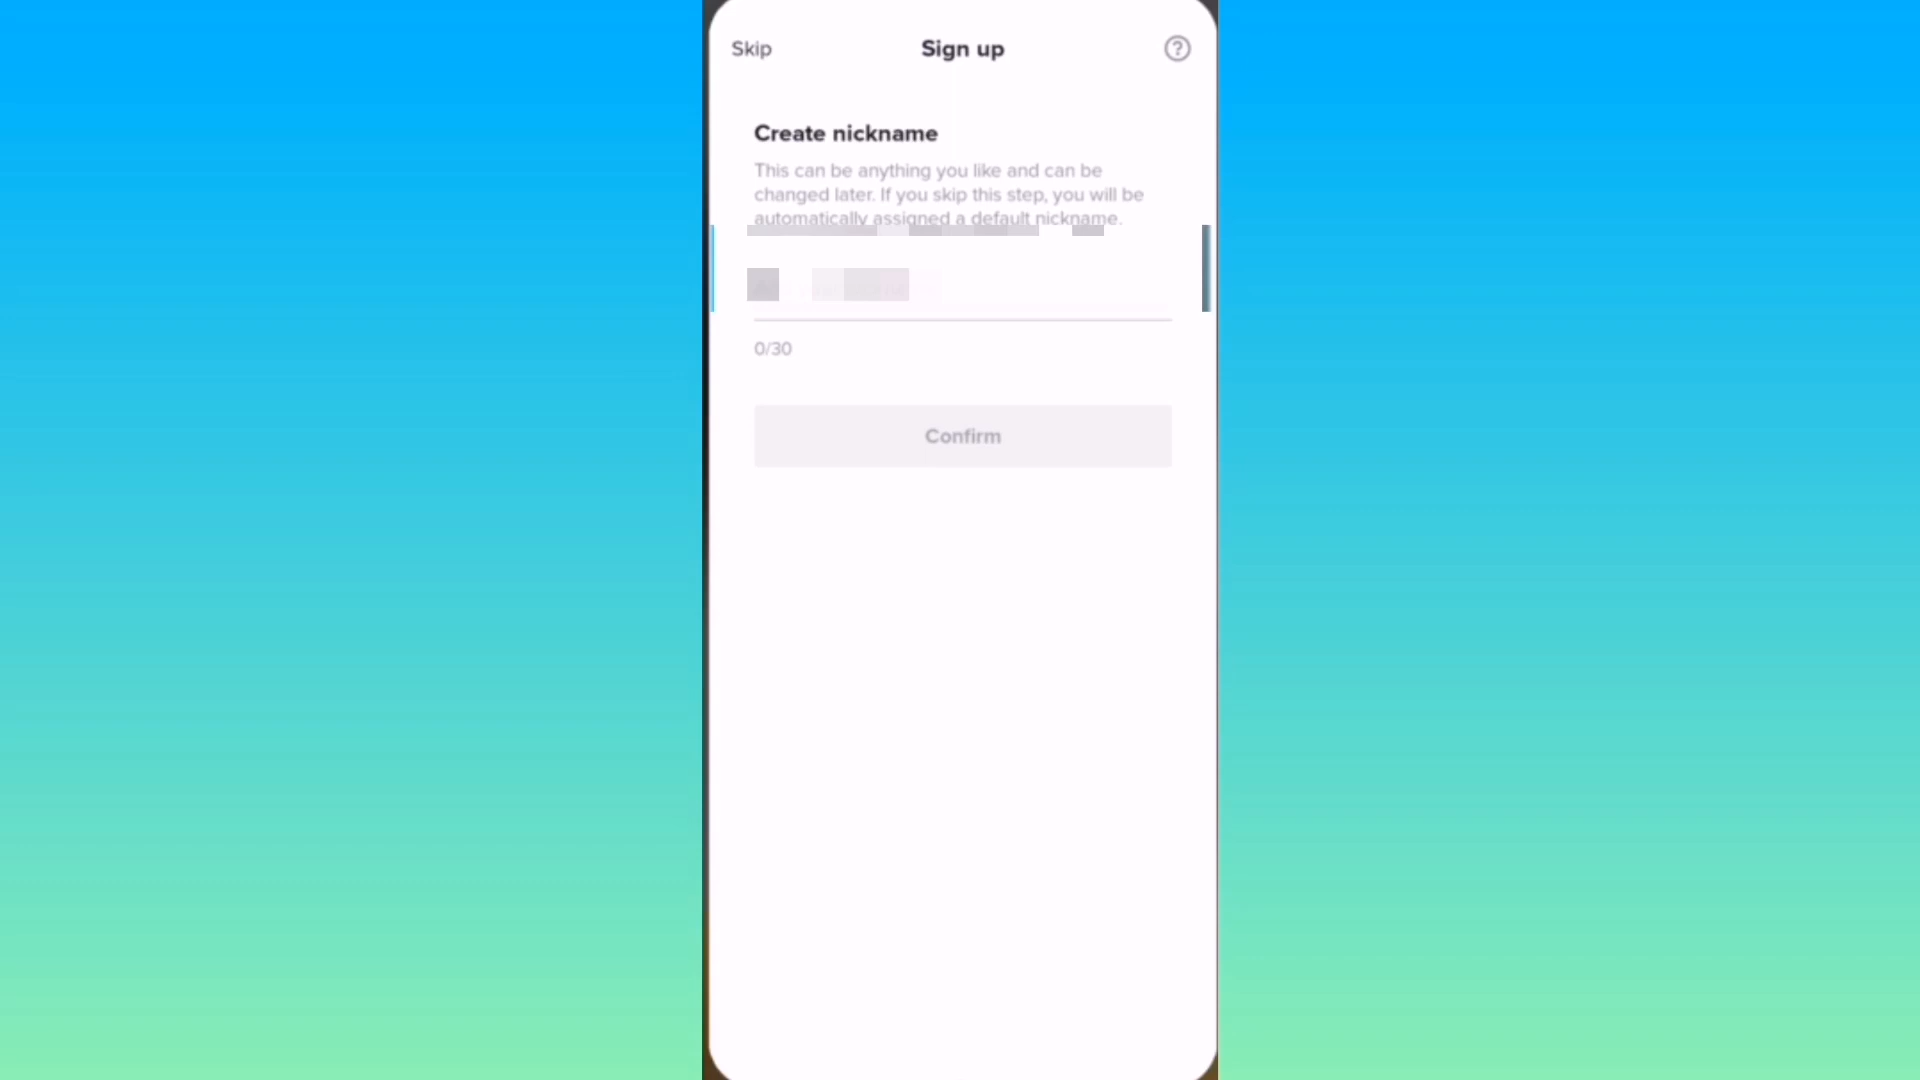 Skip
Sign up
?
Create nickname
This can be anything you like and can be
changed later. If you skip this step, you will be
automatically assigned a default nickname.
0/30
Confirm